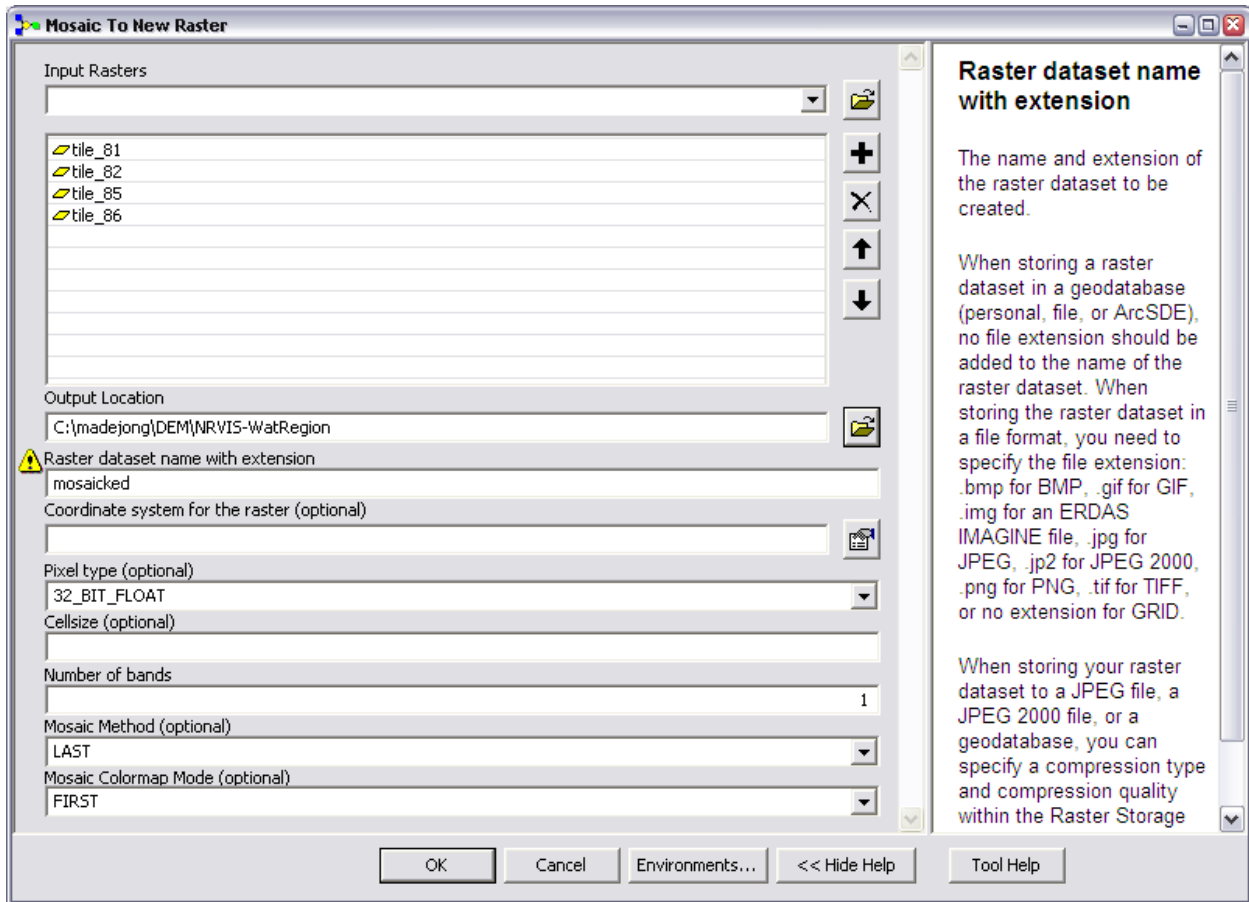 Mosaic To New Raster
Input Rasters
tile_81
tile_82
tile_85
tile_86
Output Location
C:\madejong\DEM\NRVIS-WatRegion
Raster dataset name with extension
mosaicked
Coordinate system for the raster (optional)
Pixel type (optional)
32_BIT_FLOAT
Cellsize (optional)
Number of bands
1
Mosaic Method (optional)
LAST
Mosaic Colormap Mode (optional)
FIRST
Raster dataset name
with extension
The name and extension of
the raster dataset to be
created.
When storing a raster
dataset in a geodatabase
(personal, file, or ArcSDE),
no file extension should be
added to the name of the
raster dataset. When
storing the raster dataset in
a file format, you need to
specify the file extension:
.bmp for BMP, .gif for GIF,
.img for an ERDAS
IMAGINE file, .jpg for
JPEG, .jp2 for JPEG 2000,
.png for PNG, .tif for TIFF,
or no extension for GRID.
When storing your raster
dataset to a JPEG file, a
JPEG 2000 file, or a
geodatabase, you can
specify a compression type
and compression quality
within the Raster Storage
OK
Cancel
Environments...
<< Hide Help
Tool Help